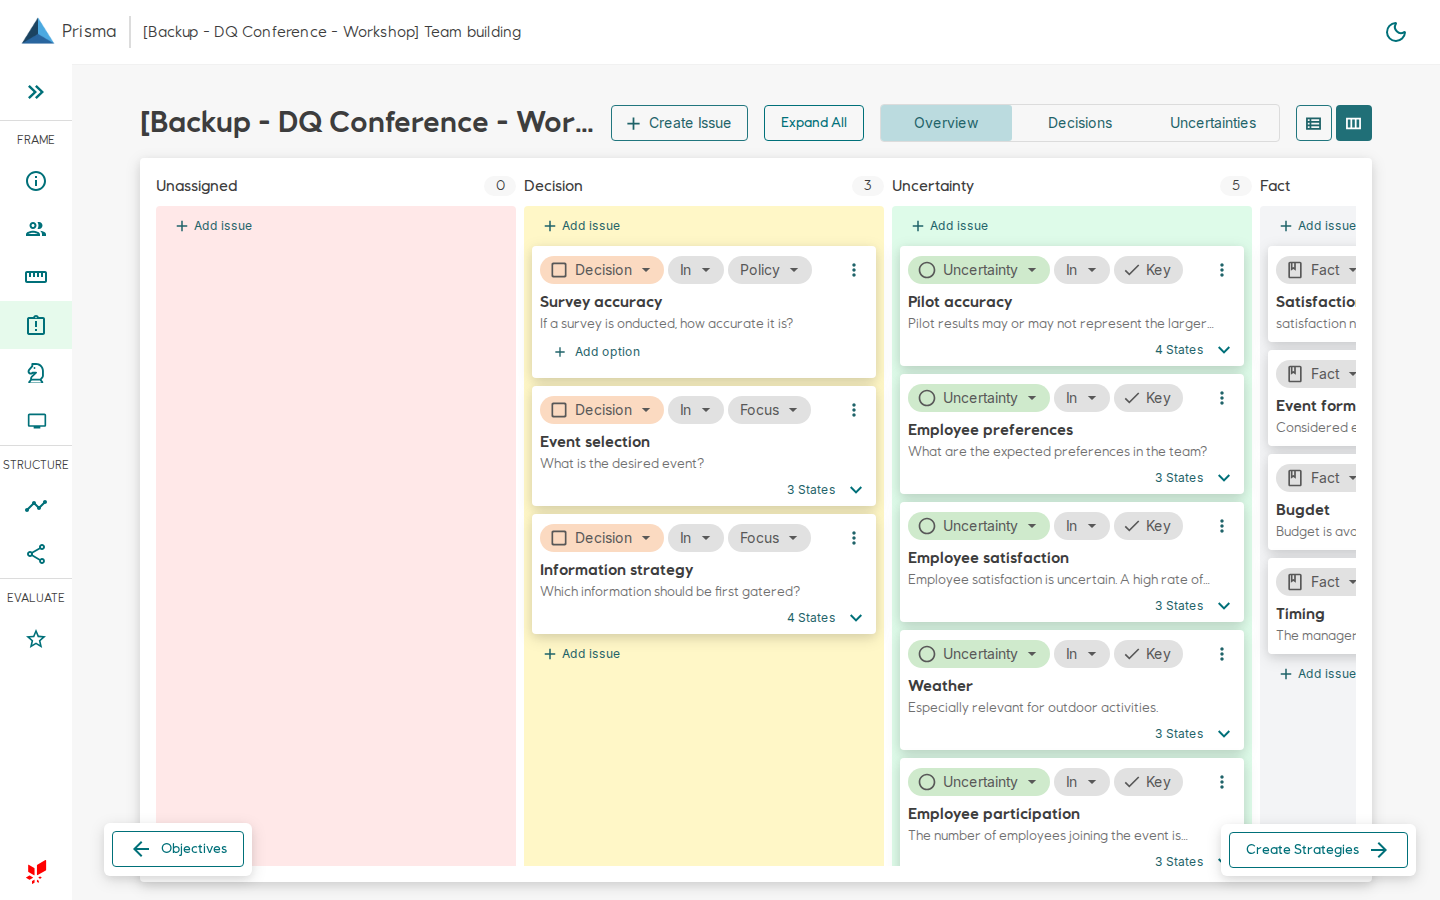 Prisma
[Backup - DQ Conference - Workshop] Team building
FRAME
STRUCTURE
EVALUATE
[Backup - DQ Conference - Wor...
Create Issue
Expand All
Overview
Decisions
Uncertainties
Unassigned 0
Add issue
Decision 3
Add issue
Decision In Policy
Survey accuracy
If a survey is onducted, how accurate it is?
Add option
Decision In Focus
Event selection
What is the desired event?
3 States
Decision In Focus
Information strategy
Which information should be first gatered?
4 States
Add issue
Uncertainty 5
Add issue
Uncertainty In Key
Pilot accuracy
Pilot results may or may not represent the larger...
4 States
Uncertainty In Key
Employee preferences
What are the expected preferences in the team?
3 States
Uncertainty In Key
Employee satisfaction
Employee satisfaction is uncertain. A high rate of...
3 States
Uncertainty In Key
Weather
Especially relevant for outdoor activities.
3 States
Uncertainty In Key
Employee participation
The number of employees joining the event is...
3 States
Fact
Add issue
Fact
Satisfaction
satisfaction n
Fact
Event form
Considered e
Fact
Bugdet
Budget is avo
Fact
Timing
The manager
Add issue
Objectives
Create Strategies